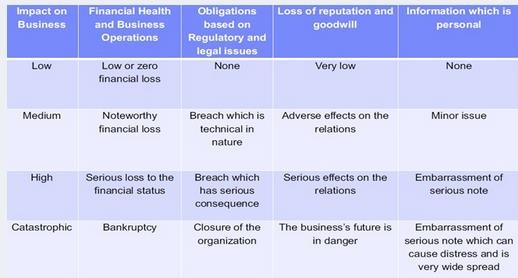 Impact on Business
Financial Health and Business Operations
Obligations based on Regulatory and legal issues
Loss of reputation and goodwill
Information which is personal
Low
Low or zero financial loss
None
Very low
None
Medium
Noteworthy financial loss
Breach which is technical in nature
Adverse effects on the relations
Minor issue
High
Serious loss to the financial status
Breach which has serious consequence
Serious effects on the relations
Embarrassment of serious note
Catastrophic
Bankruptcy
Closure of the organization
The business's future is in danger
Embarrassment of serious note which can cause distress and is very wide spread